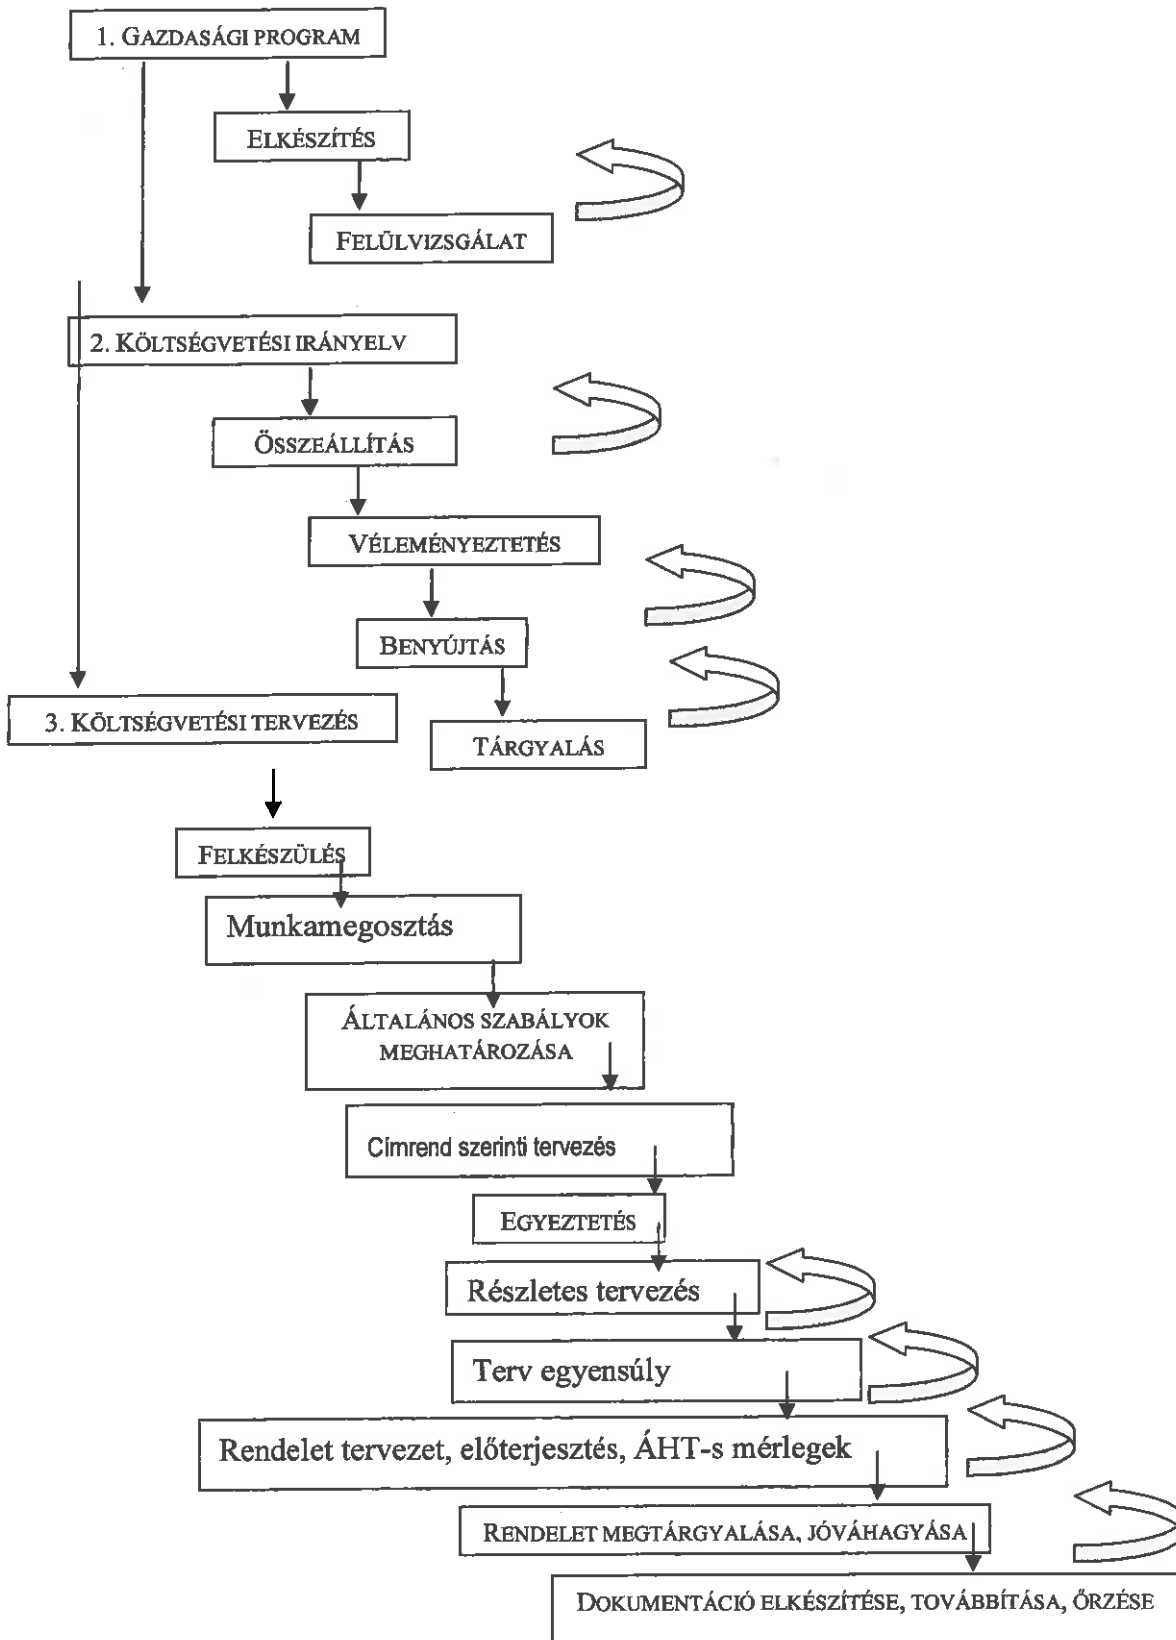 1. GAZDASÁGI PROGRAM
ELKÉSZÍTÉS
FELÜLVIZSGÁLAT
2. KÖLTSÉGVETÉSI IRÁNYELV
ÖSSZEÁLLÍTÁS
VÉLEMÉNYEZTETÉS
BENYÚJTÁS
3. KÖLTSÉGVETÉSI TERVEZÉS
TÁRGYALÁS
FELKÉSZÜLÉS
Munkamegosztás
ÁLTALÁNOS SZABÁLYOK
MEGHATÁROZÁSA
Címrend szerinti tervezés
EGYEZTETÉS
Részletes tervezés
Terv egyensúly
Rendelet tervezet, előterjesztés, ÁHT-s mérlegek
RENDELET MEGTÁRGYALÁSA, JÓVÁHAGYÁSA
DOKUMENTÁCIÓ ELKÉSZÍTÉSE, TOVÁBBÍTÁSA, ŐRZÉSE